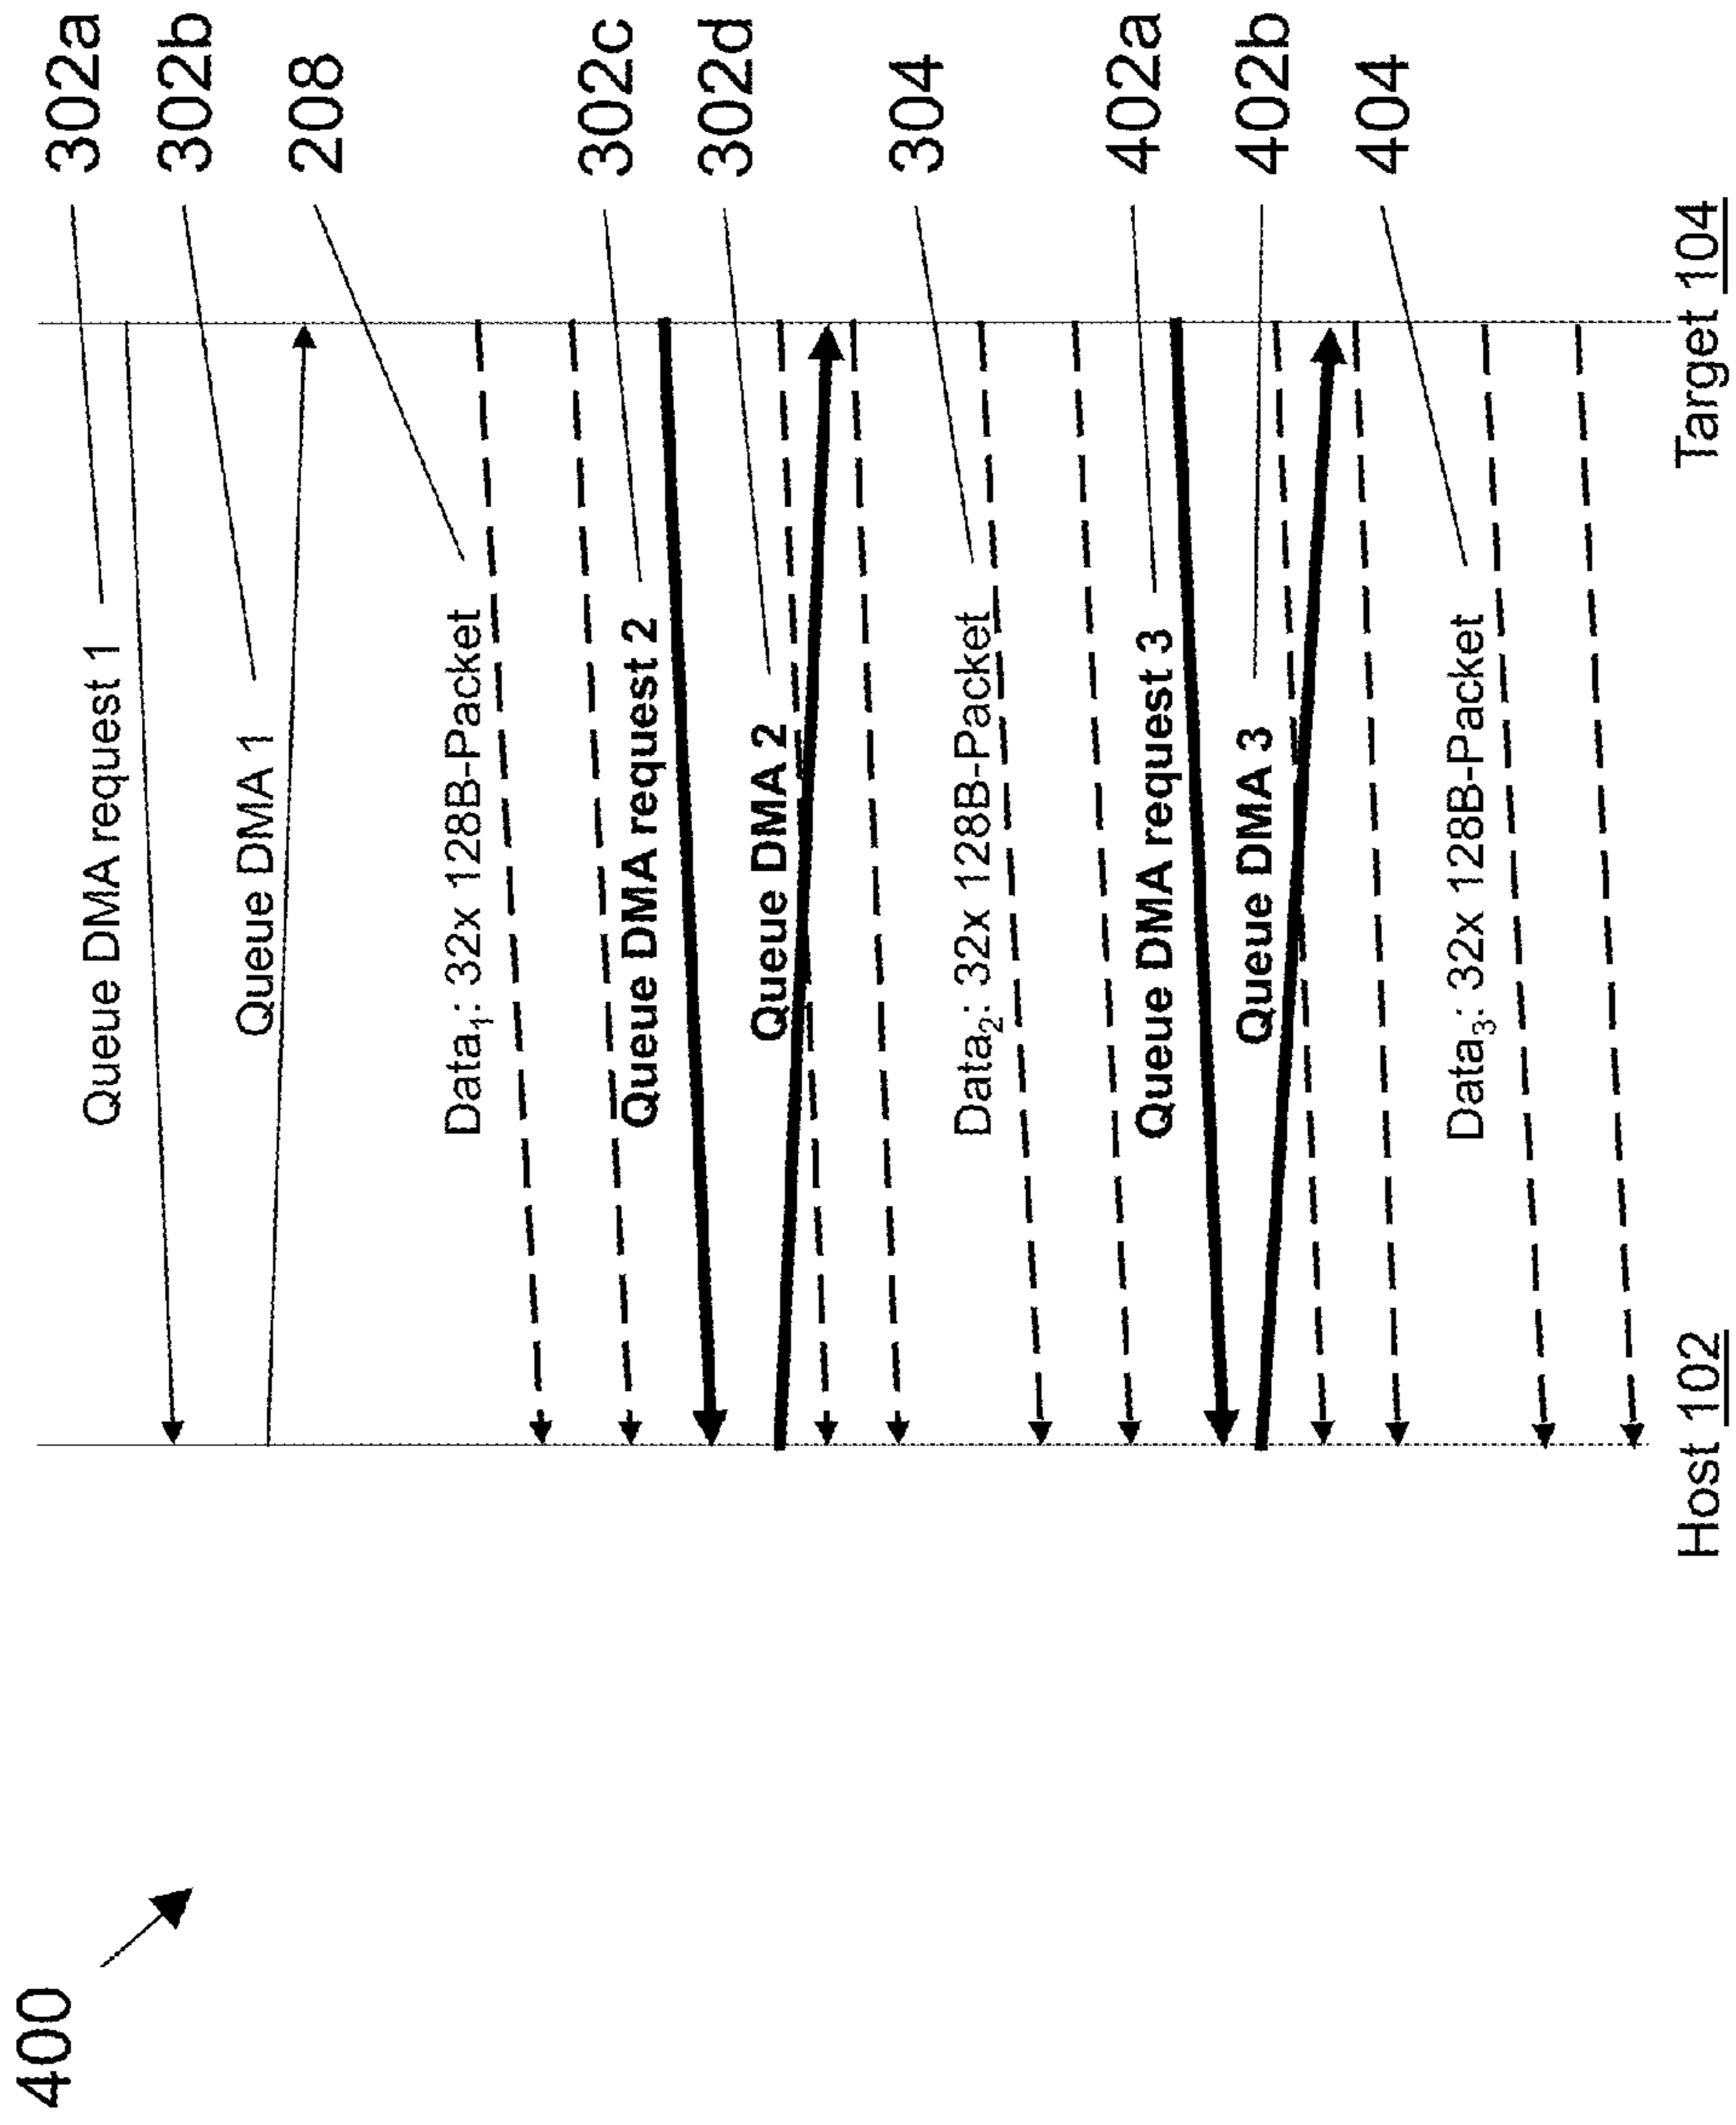 400
302a
Queue DMA request 1
302b
Queue DMA 1
208
Data₁: 32x 128B-Packet
302c
Queue DMA request 2
302d
Queue DMA 2
304
Data₂: 32x 128B-Packet
402a
Queue DMA request 3
402b
Queue DMA 3
404
Data₃: 32x 128B-Packet
Host 102
Target 104